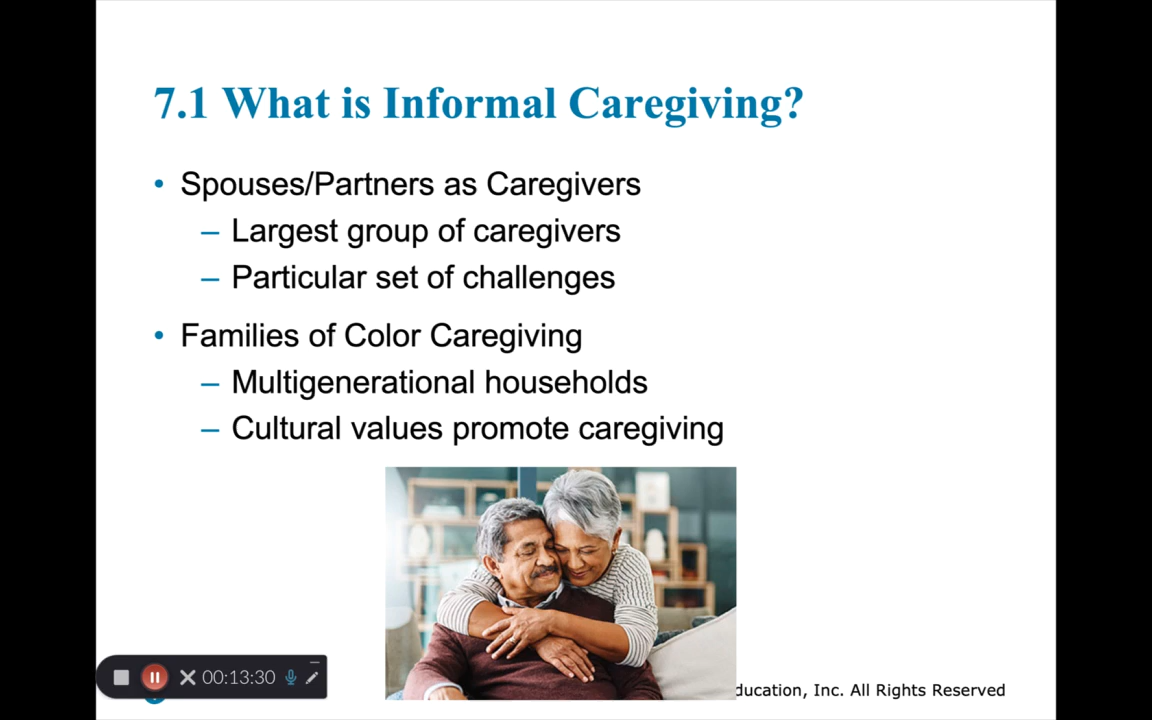 7.1 What is Informal Caregiving?
• Spouses/Partners as Caregivers
– Largest group of caregivers
– Particular set of challenges
• Families of Color Caregiving
– Multigenerational households
– Cultural values promote caregiving
00:13:30
Inc. All Rights Reserved